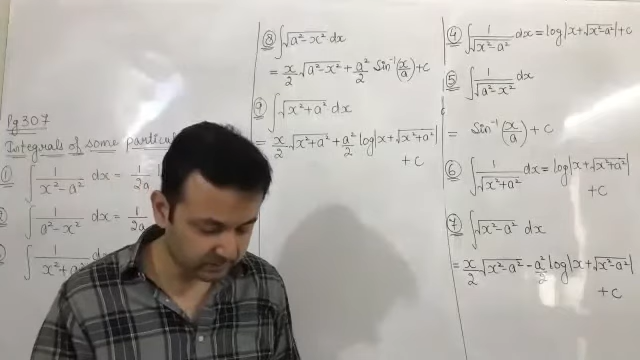 Pg 307
Integrals of some particu
① ∫ 1/(x²-a²) dx = 1/2a
② ∫ 1/(a²-x²) dx = 1/2a
∫ 1/(x²+a²
⑧ ∫√(a²-x²) dx
= x/2 √(a²-x²) + a²/2 Sin⁻¹(x/a) + C
⑨ ∫√(x²+a²) dx
= x/2 √(x²+a²) + a²/2 log|x+√(x²+a²)|
+C
④ ∫ 1/√(x²-a²) dx = log|x+√(x²-a²)|+c
⑤ ∫ 1/√(a²-x²) dx
= Sin⁻¹(x/a) + C
⑥ ∫ 1/√(x²+a²) dx = log|x+√(x²+a²)|
+C
⑦ ∫√(x²-a²) dx
= x/2 √(x²-a²) - a²/2 log|x+√(x²-a²)|
+C